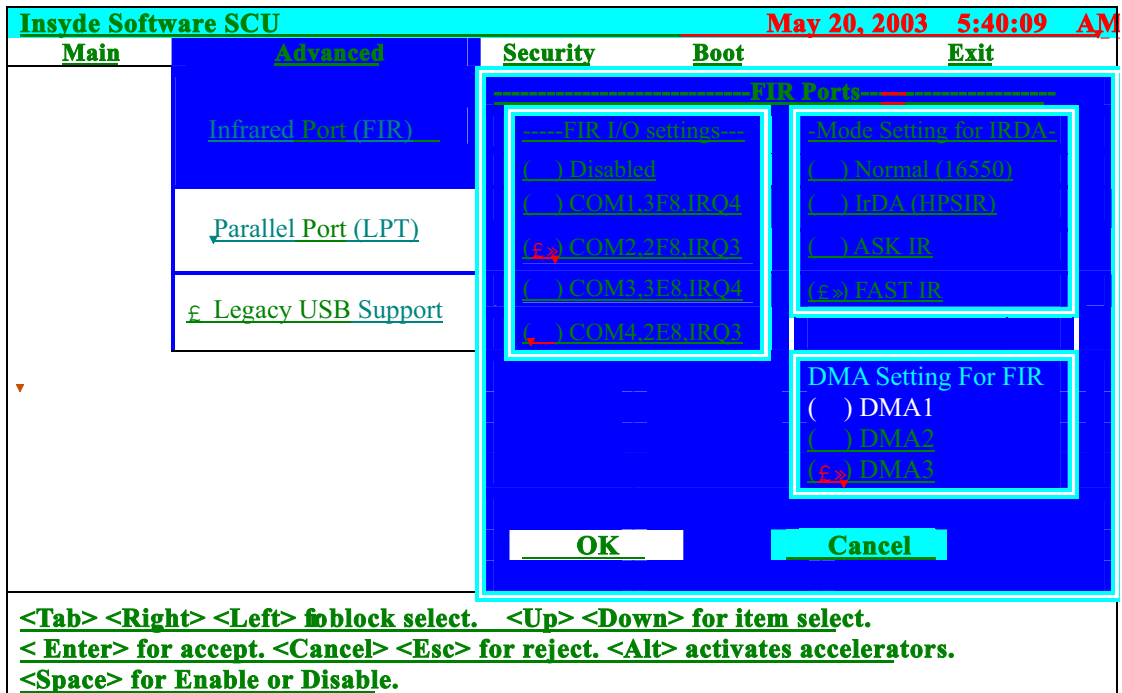 Insyde Software SCU May 20, 2003 5:40:09 AM
Main Advanced Security Boot Exit
Infrared Port (FIR)
Parallel Port (LPT)
£ Legacy USB Support
----------------------------FIR Ports------------------------
-----FIR I/O settings---
( ) Disabled
( ) COM1,3F8,IRQ4
(£») COM2,2F8,IRQ3
( ) COM3,3E8,IRQ4
( ) COM4,2E8,IRQ3
-Mode Setting for IRDA-
( ) Normal (16550)
( ) IrDA (HPSIR)
( ) ASK IR
(£») FAST IR
DMA Setting For FIR
( ) DMA1
( ) DMA2
(£») DMA3
OK Cancel
<Tab> <Right> <Left> block select. <Up> <Down> for item select.
< Enter> for accept. <Cancel> <Esc> for reject. <Alt> activates accelerators.
<Space> for Enable or Disable.